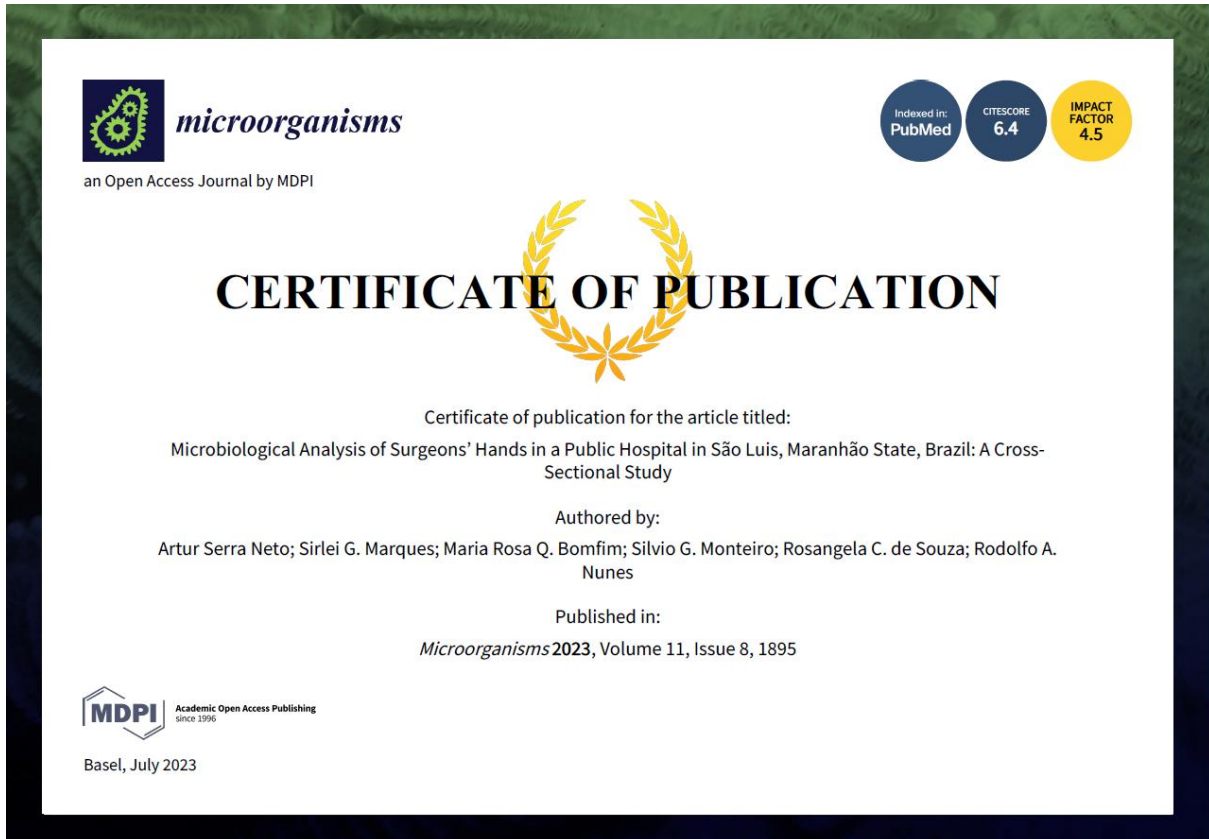 microorganisms
an Open Access Journal by MDPI
Indexed in:
PubMed
CITESCORE
6.4
IMPACT
FACTOR
4.5
CERTIFICATE OF PUBLICATION
Certificate of publication for the article titled:
Microbiological Analysis of Surgeons’ Hands in a Public Hospital in São Luis, Maranhão State, Brazil: A Cross-
Sectional Study
Authored by:
Artur Serra Neto; Sirlei G. Marques; Maria Rosa Q. Bomfim; Silvio G. Monteiro; Rosangela C. de Souza; Rodolfo A.
Nunes
Published in:
Microorganisms 2023, Volume 11, Issue 8, 1895
MDPI
Academic Open Access Publishing
since 1996
Basel, July 2023